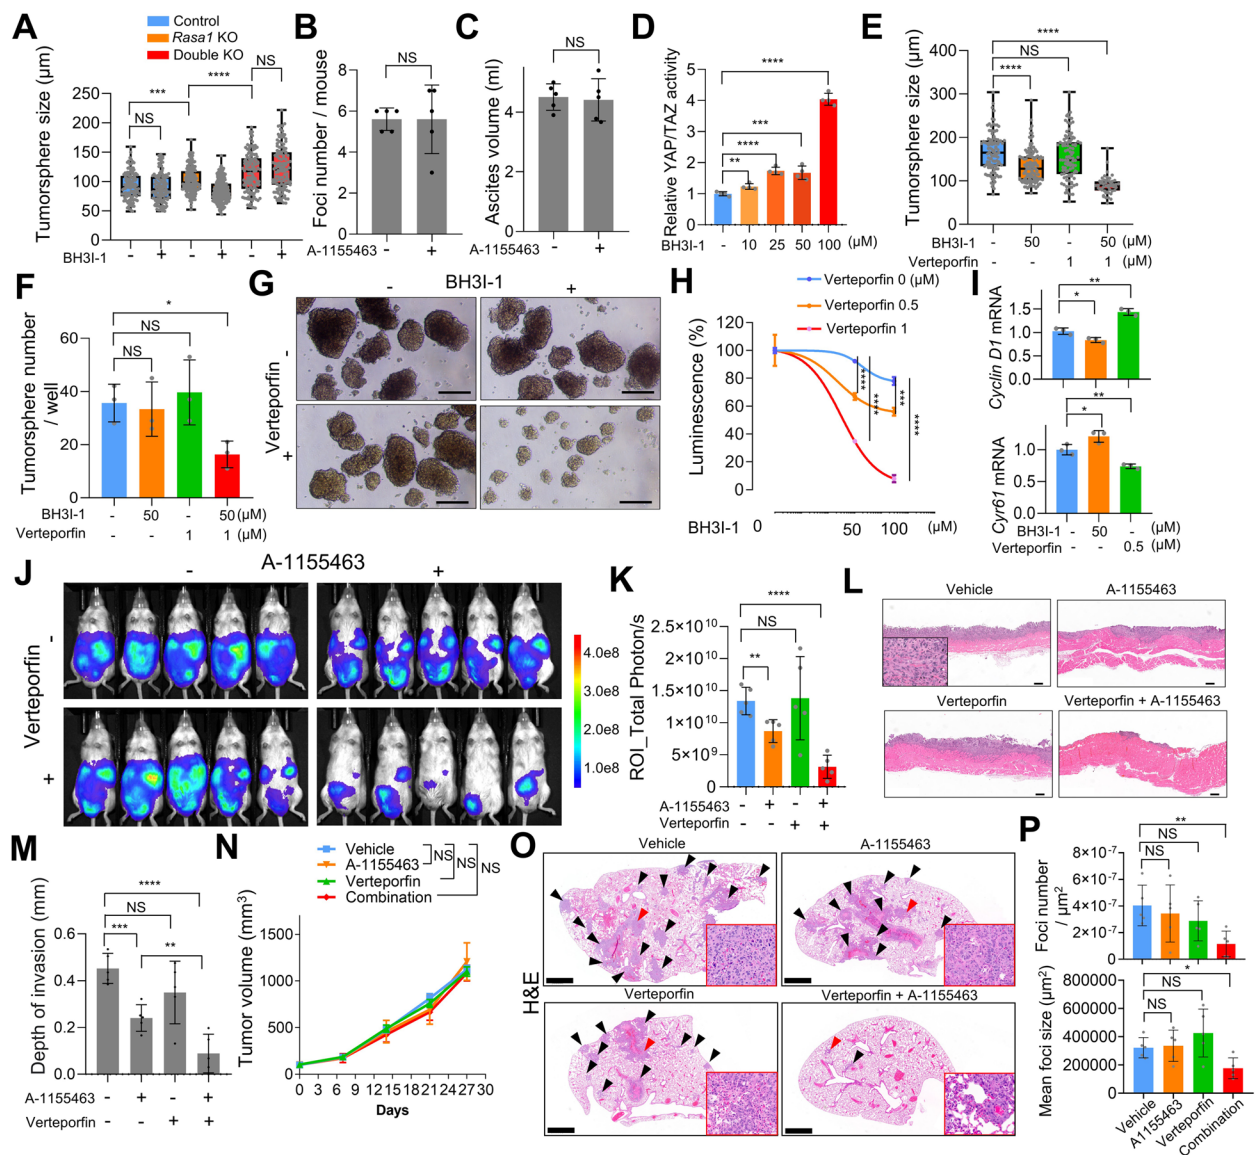 A
Control
Rasa1 KO
Double KO
Tumorsphere size (µm)
250
200
150
100
50
0
NS
***
****
NS
BH3I-1 - + - + - +
B
Foci number / mouse
8
6
4
2
0
NS
A-1155463 - +
C
Ascites volume (ml)
4
2
0
NS
A-1155463 - +
D
Relative YAP/TAZ activity
5
4
3
2
1
0
**
****
***
****
BH3I-1 - 10 25 50 100 (µM)
E
Tumorsphere size (µm)
400
300
200
100
0
****
NS
****
BH3I-1 - 50 - 50 (µM)
Verteporfin - - 1 1 (µM)
F
Tumorsphere number
/ well
60
40
20
0
*
NS
NS
BH3I-1 - 50 - 50 (µM)
Verteporfin - - 1 1 (µM)
G
BH3I-1
- +
Verteporfin
-
+
H
Verteporfin 0 (µM)
Verteporfin 0.5
Verteporfin 1
Luminescence (%)
120
100
80
60
40
20
0
****
****
***
****
BH3I-1 0 50 100 (µM)
I
Cyclin D1 mRNA
1.5
1.0
0.5
0.0
**
*
Cyr61 mRNA
1.0
0.5
0.0
**
*
BH3I-1 - 50 - (µM)
Verteporfin - - 0.5 (µM)
J
A-1155463
- +
Verteporfin
-
+
4.0e8
3.0e8
2.0e8
1.0e8
K
ROI_Total Photon/s
2.5×10¹⁰
2×10¹⁰
1.5×10¹⁰
1×10¹⁰
5×10⁹
0
****
NS
**
A-1155463 - + - +
Verteporfin - - + +
L
Vehicle
A-1155463
Verteporfin
Verteporfin + A-1155463
M
Depth of invasion (mm)
0.6
0.4
0.2
0.0
****
NS
***
**
A-1155463 - + - +
Verteporfin - - + +
N
Vehicle
A-1155463
Verteporfin
Combination
NS
NS
NS
Tumor volume (mm³)
1500
1000
500
0
0 3 6 9 12 15 18 21 24 27 30
Days
O
H&E
Vehicle
A-1155463
Verteporfin
Verteporfin + A-1155463
P
Foci number
/ µm²
8×10⁻⁷
6×10⁻⁷
4×10⁻⁷
2×10⁻⁷
0
**
NS
NS
Mean foci size (µm²)
800000
600000
400000
200000
0
*
NS
NS
Vehicle
A1155463
Verteporfin
Combination